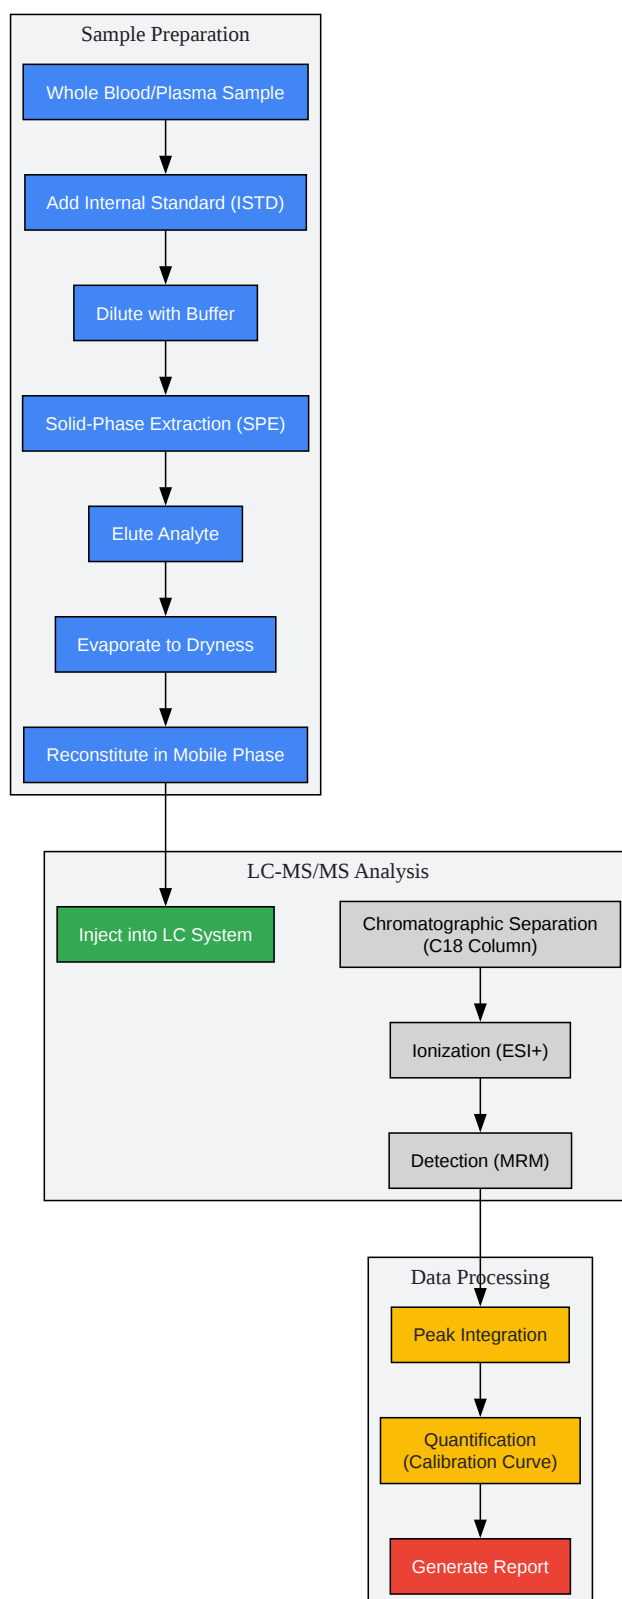 Sample Preparation
Whole Blood/Plasma Sample
Add Internal Standard (ISTD)
Dilute with Buffer
Solid-Phase Extraction (SPE)
Elute Analyte
Evaporate to Dryness
Reconstitute in Mobile Phase
LC-MS/MS Analysis
Inject into LC System
Chromatographic Separation
(C18 Column)
Ionization (ESI+)
Detection (MRM)
Data Processing
Peak Integration
Quantification
(Calibration Curve)
Generate Report